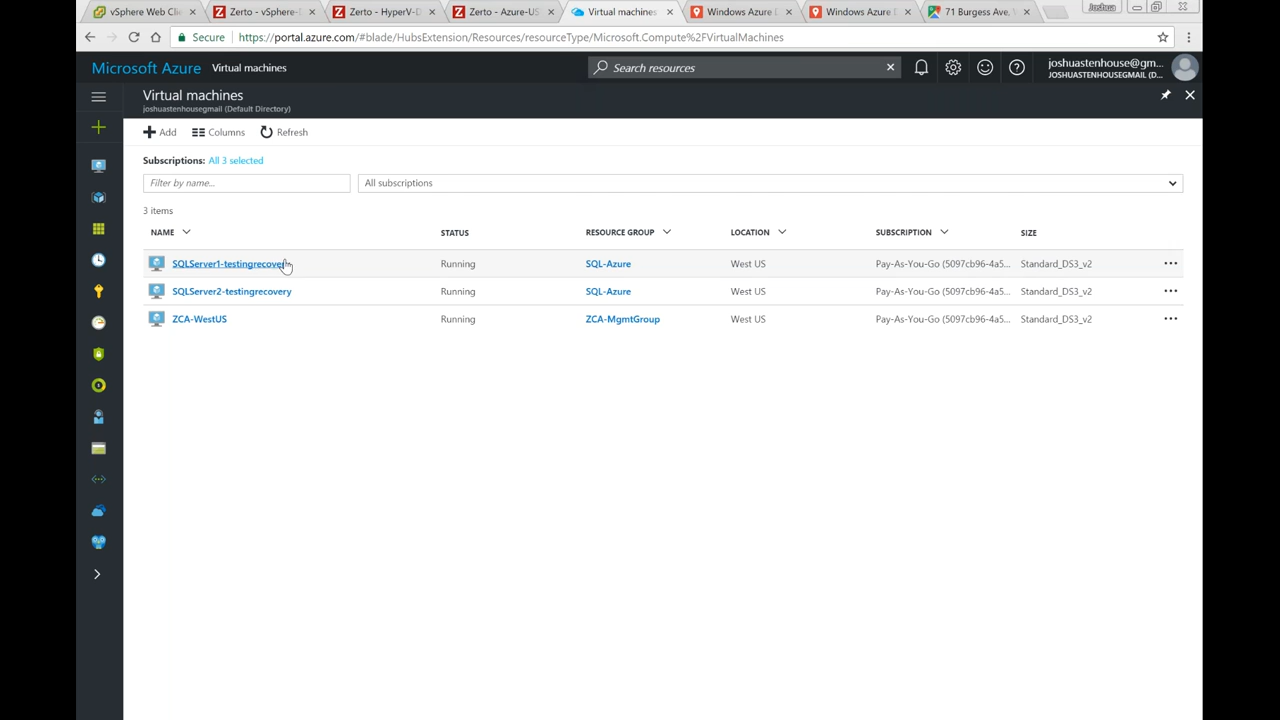 vSphere Web Clie
Zerto - vSphere-
Zerto - HyperV-D
Zerto - Azure-US
Virtual machines
Windows Azure D
Windows Azure D
71 Burgess Ave,
Joshua
Secure
https://portal.azure.com/#blade/HubsExtension/Resources/resourceType/Microsoft.Compute%2FVirtualMachines
Microsoft Azure Virtual machines
Search resources
joshuastenhouse@gm...
JOSHUASTENHOUSEGMAIL (D...
Virtual machines
joshuastenhousegmail (Default Directory)
Add Columns Refresh
Subscriptions: All 3 selected
Filter by name... All subscriptions
3 items
NAME STATUS RESOURCE GROUP LOCATION SUBSCRIPTION SIZE
SQLServer1-testingrecovery Running SQL-Azure West US Pay-As-You-Go (5097cb96-4a5... Standard_DS3_v2 ...
SQLServer2-testingrecovery Running SQL-Azure West US Pay-As-You-Go (5097cb96-4a5... Standard_DS3_v2 ...
ZCA-WestUS Running ZCA-MgmtGroup West US Pay-As-You-Go (5097cb96-4a5... Standard_DS3_v2 ...